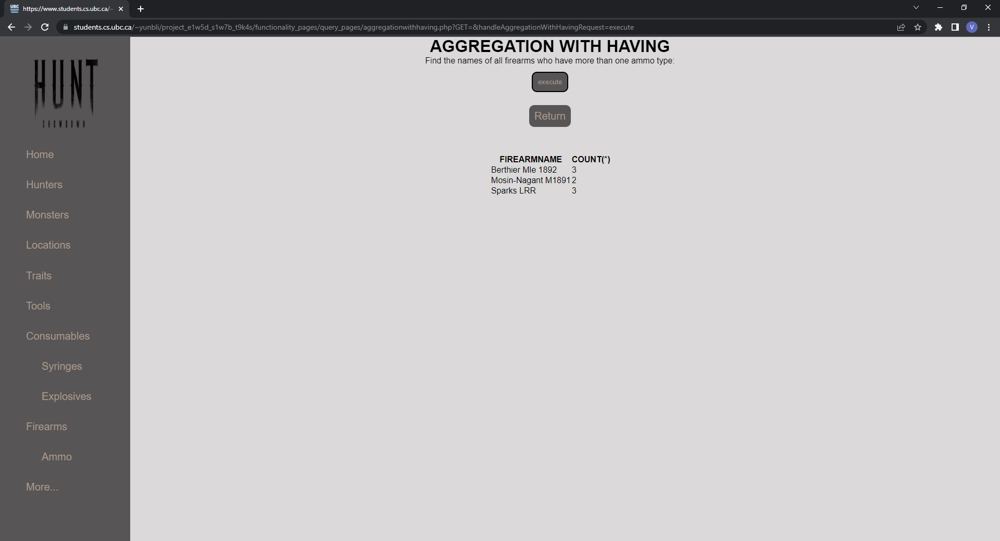 UBC
https://www.students.cs.ubc.ca/~
students.cs.ubc.ca/~yunbli/project_e1w5d_s1w7b_t9k4s/functionality_pages/query_pages/aggregationwithhaving.php?GET=&handleAggregationWithHavingRequest=execute
V
HUNT
SHOWDOWN
Home
Hunters
Monsters
Locations
Traits
Tools
Consumables
Syringes
Explosives
Firearms
Ammo
More...
AGGREGATION WITH HAVING
Find the names of all firearms who have more than one ammo type:
execute
Return
FIREARMNAME COUNT(*)
Berthier Mle 1892 3
Mosin-Nagant M1891 2
Sparks LRR 3